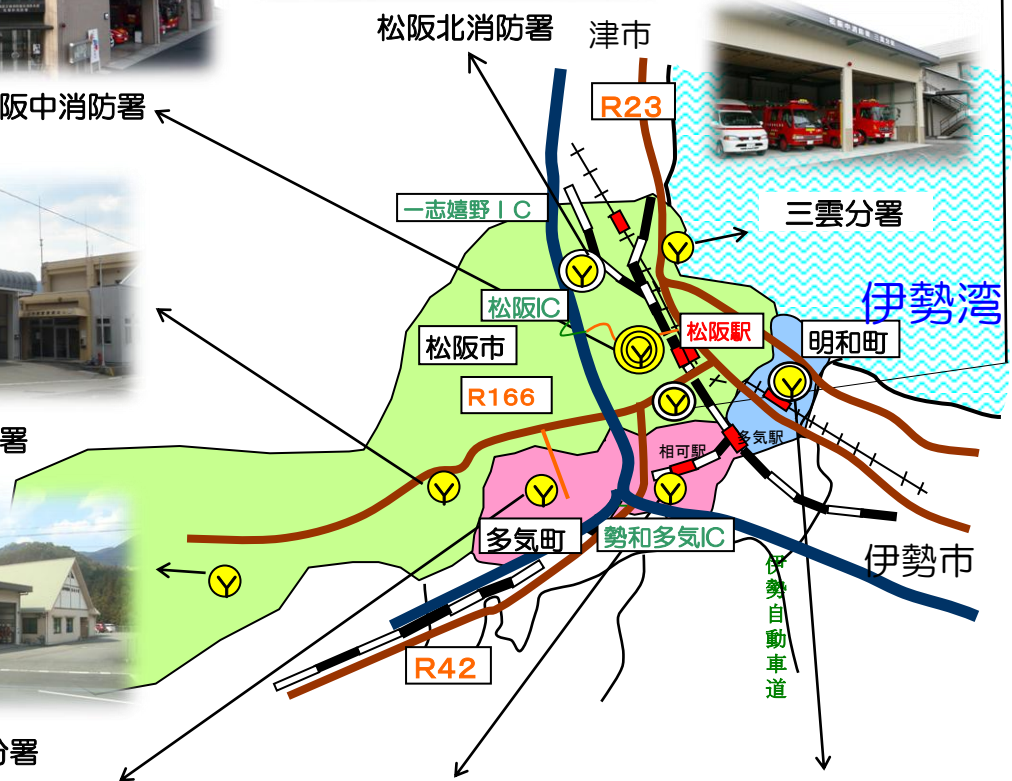 松阪北消防署
津市
R23
阪中消防署
一志嬉野IC
三雲分署
伊勢湾
松阪IC
松阪駅
松阪市
明和町
R166
多気駅
署
相可駅
多気町
勢和多気IC
伊勢市
伊勢自動車道
R42
分署